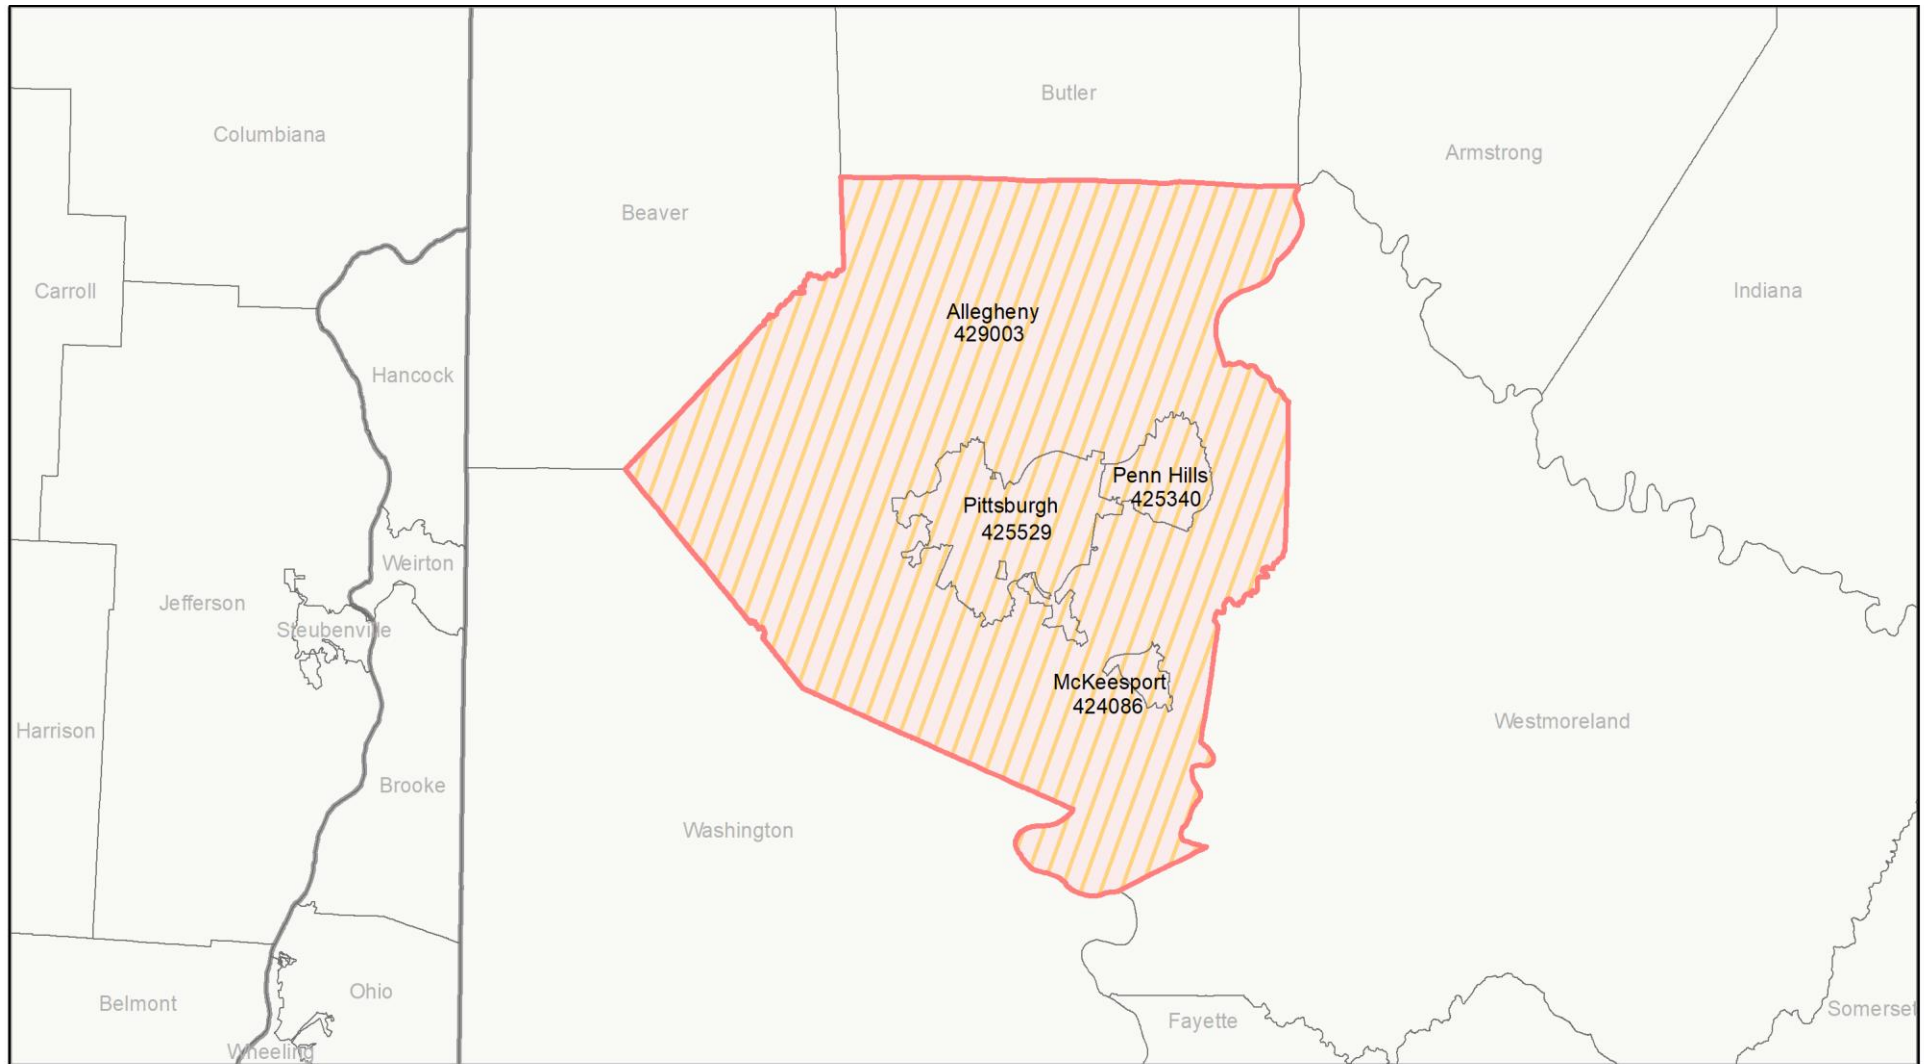 Butler
Columbiana
Armstrong
Beaver
Carroll
Indiana
Allegheny
429003
Hancock
Penn Hills
425340
Pittsburgh
425529
Weirton
Jefferson
Steubenville
McKeesport
424086
Westmoreland
Harrison
Brooke
Washington
Ohio
Belmont
Somerset
Fayette
Wheeling